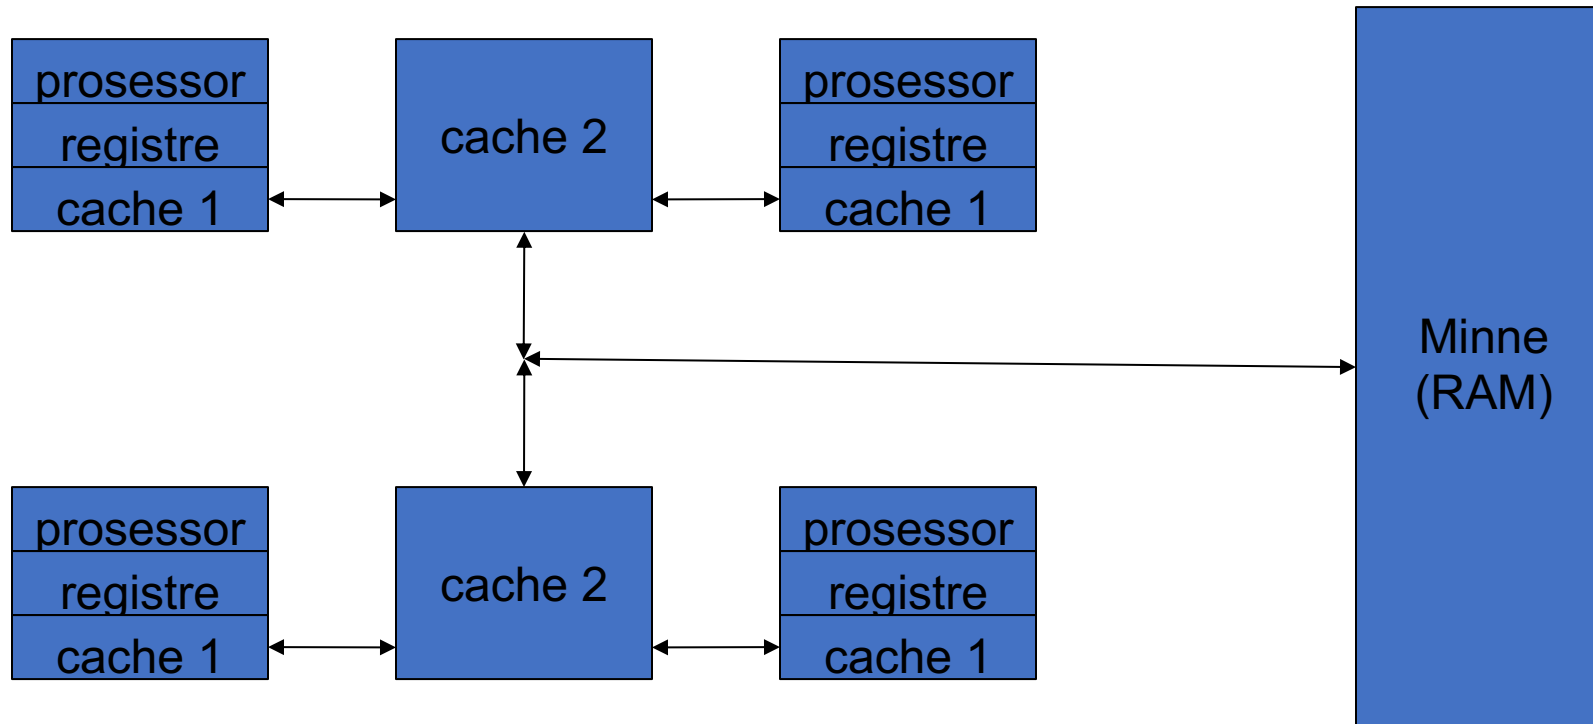 prosessor
registre
cache 1
cache 2
prosessor
registre
cache 1
Minne
(RAM)
prosessor
registre
cache 1
cache 2
prosessor
registre
cache 1